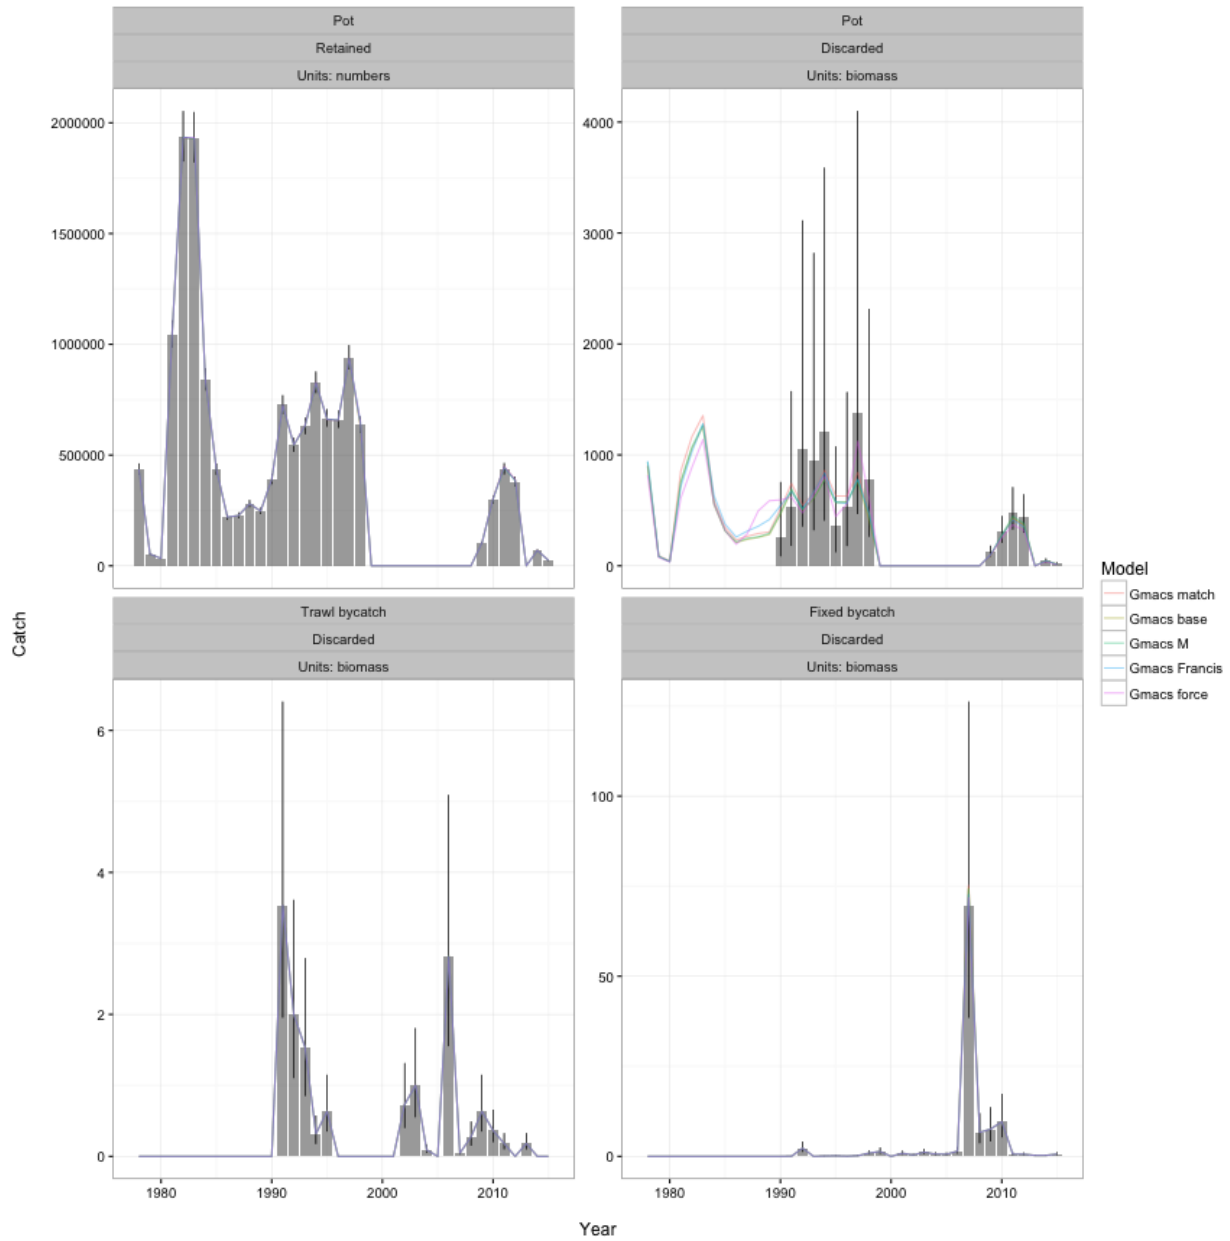 Pot
Retained
Units: numbers
Pot
Discarded
Units: biomass
2000000
1500000
1000000
500000
0
4000
3000
2000
1000
0
Trawl bycatch
Discarded
Units: biomass
Fixed bycatch
Discarded
Units: biomass
6
4
2
0
100
50
0
1980
1990
2000
2010
1980
1990
2000
2010
Catch
Year
Model
Gmacs match
Gmacs base
Gmacs M
Gmacs Francis
Gmacs force